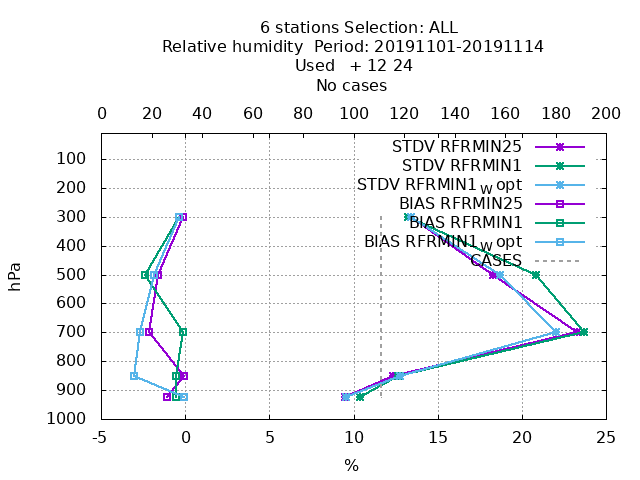 6 stations Selection: ALL
Relative humidity  Period: 20191101-20191114
Used   + 12 24
No cases
0 20 40 60 80 100 120 140 160 180 200
STDV RFRMIN25
STDV RFRMIN1
STDV RFRMIN1_w opt
BIAS RFRMIN25
BIAS RFRMIN1
BIAS RFRMIN1_w opt
CASES
100
200
300
400
500
600
700
800
900
1000
hPa
-5 0 5 10 15 20 25
%